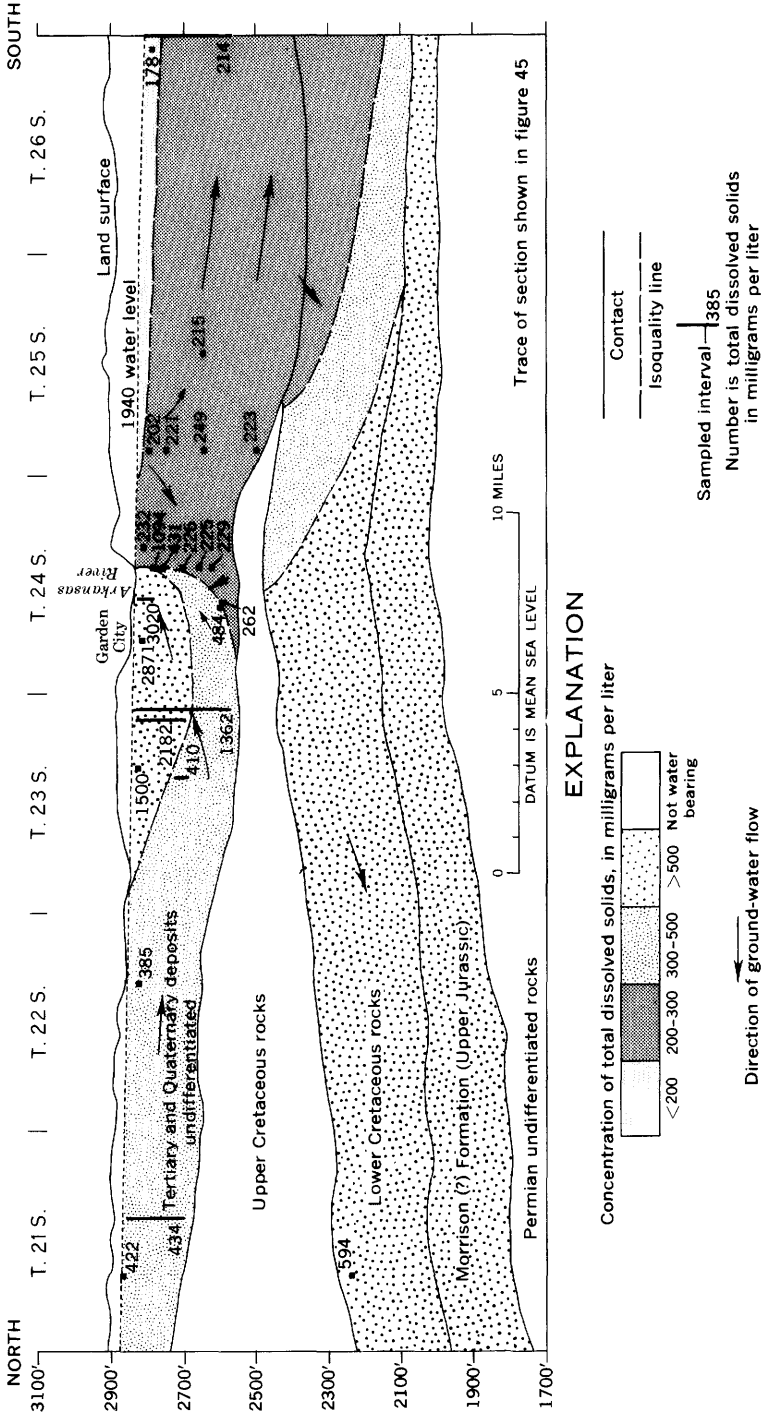 NORTH
SOUTH
T. 21 S.
T. 22 S.
T. 23 S.
T. 24 S.
T. 25 S.
T. 26 S.
3100'
2900'
2700'
2500'
2300'
2100'
1900'
1700'
Garden
City
Arkansas
River
1940 water level
Land surface
422
434
385
1500
2182
410
1362
2871
3020
484
262
232
1094
431
226
225
229
202
221
249
223
215
178
214
594
Tertiary and Quaternary deposits
undifferentiated
Upper Cretaceous rocks
Lower Cretaceous rocks
Morrison (?) Formation (Upper Jurassic)
Permian undifferentiated rocks
0
5
10 MILES
DATUM IS MEAN SEA LEVEL
Trace of section shown in figure 45
EXPLANATION
Concentration of total dissolved solids, in milligrams per liter
<200
200-300
300-500
>500
Not water
bearing
Direction of ground-water flow
Contact
Isoquality line
Sampled interval
385
Number is total dissolved solids
in milligrams per liter